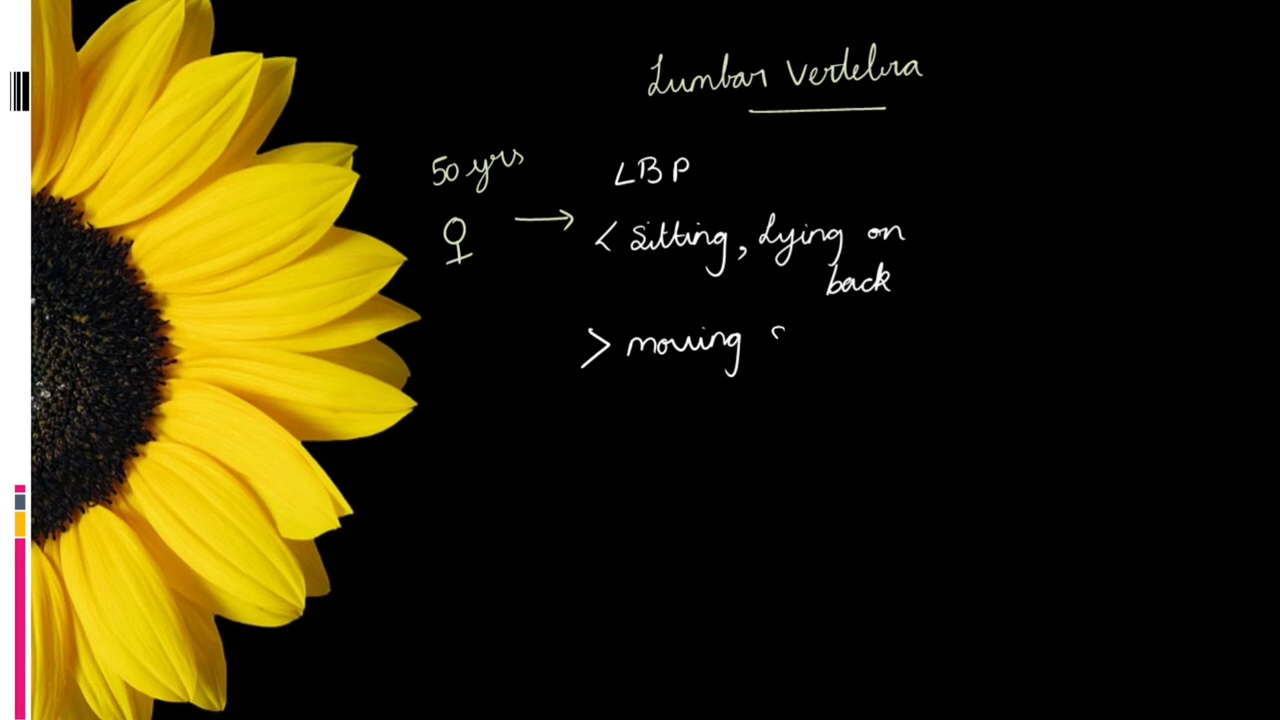 Lumbar Vertebra
50 yrs
LBP
♀ →
< Sitting, Lying on
back
> moving